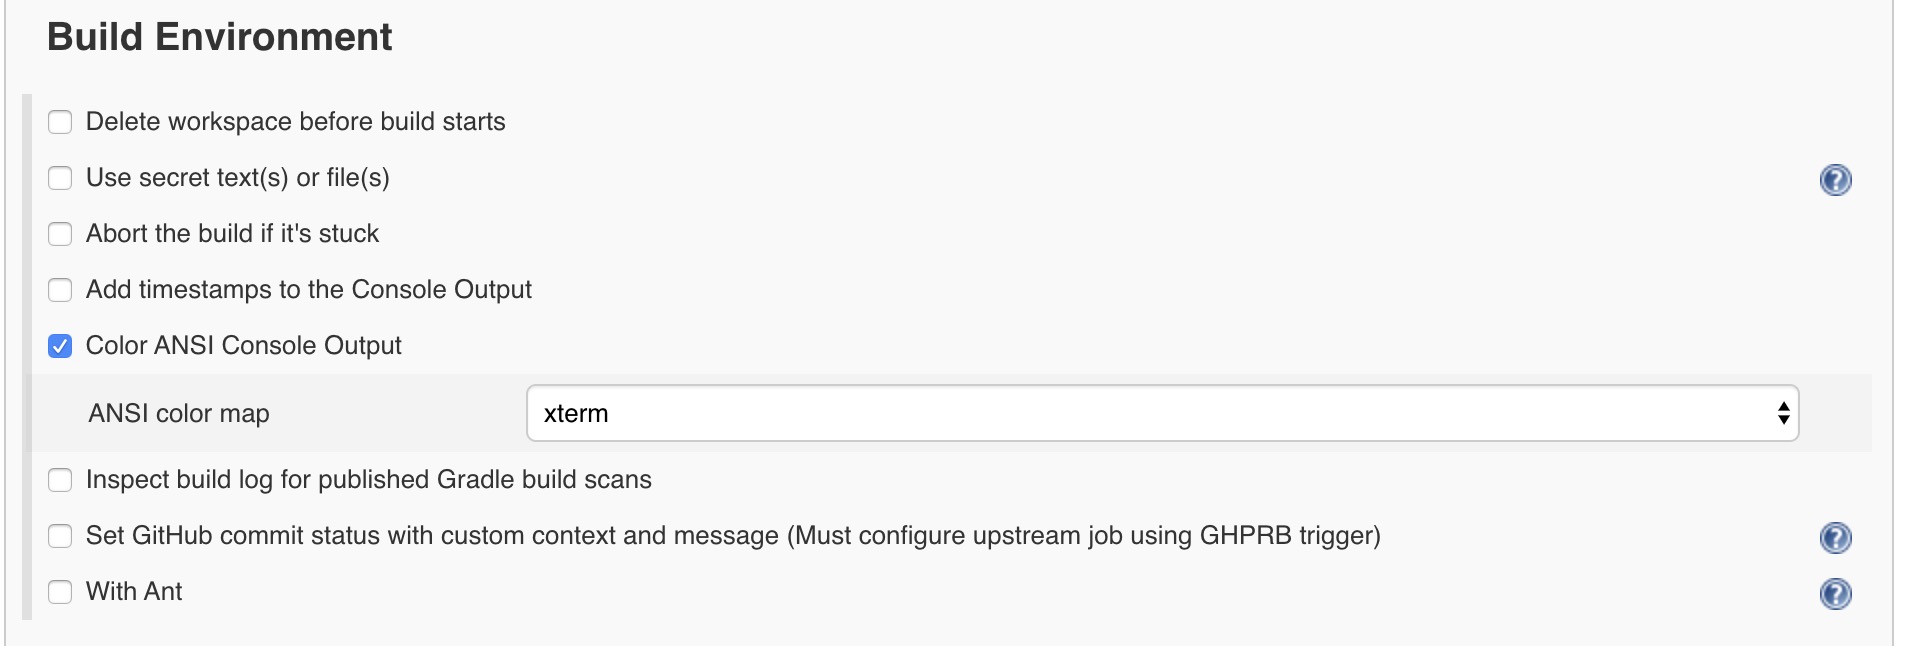 Build Environment
Delete workspace before build starts
Use secret text(s) or file(s)
?
Abort the build if it's stuck
Add timestamps to the Console Output
Color ANSI Console Output
ANSI color map xterm
Inspect build log for published Gradle build scans
Set GitHub commit status with custom context and message (Must configure upstream job using GHPRB trigger)
?
With Ant
?